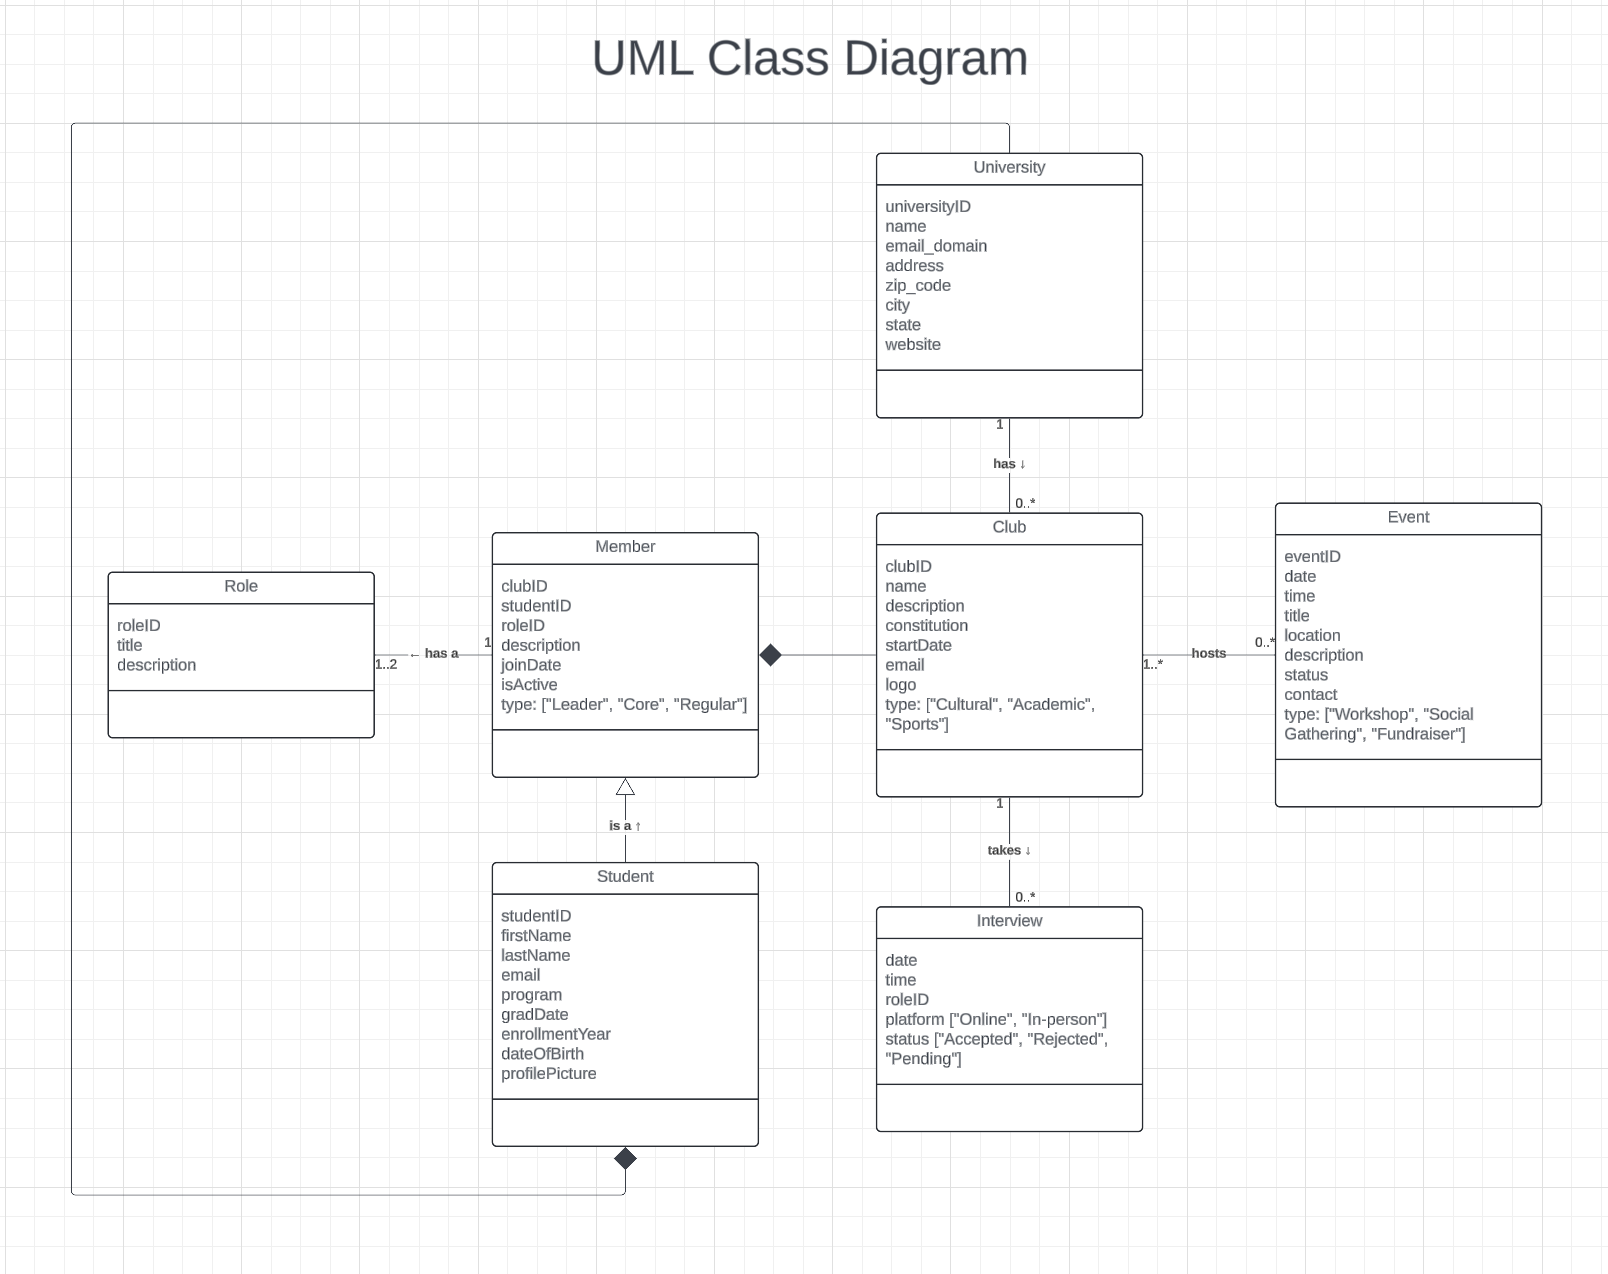 UML Class Diagram
University
universityID
name
email_domain
address
zip_code
city
state
website
1
has ↓
0..*
Club
clubID
name
description
constitution
startDate
email
logo
type: ["Cultural", "Academic",
"Sports"]
Event
eventID
date
time
title
location
description
status
contact
type: ["Workshop", "Social
Gathering", "Fundraiser"]
1..*
hosts
0..*
Member
clubID
studentID
roleID
description
joinDate
isActive
type: ["Leader", "Core", "Regular"]
Role
roleID
title
description
1..2
← has a
1
is a ↑
Student
studentID
firstName
lastName
email
program
gradDate
enrollmentYear
dateOfBirth
profilePicture
1
takes ↓
0..*
Interview
date
time
roleID
platform ["Online", "In-person"]
status ["Accepted", "Rejected",
"Pending"]